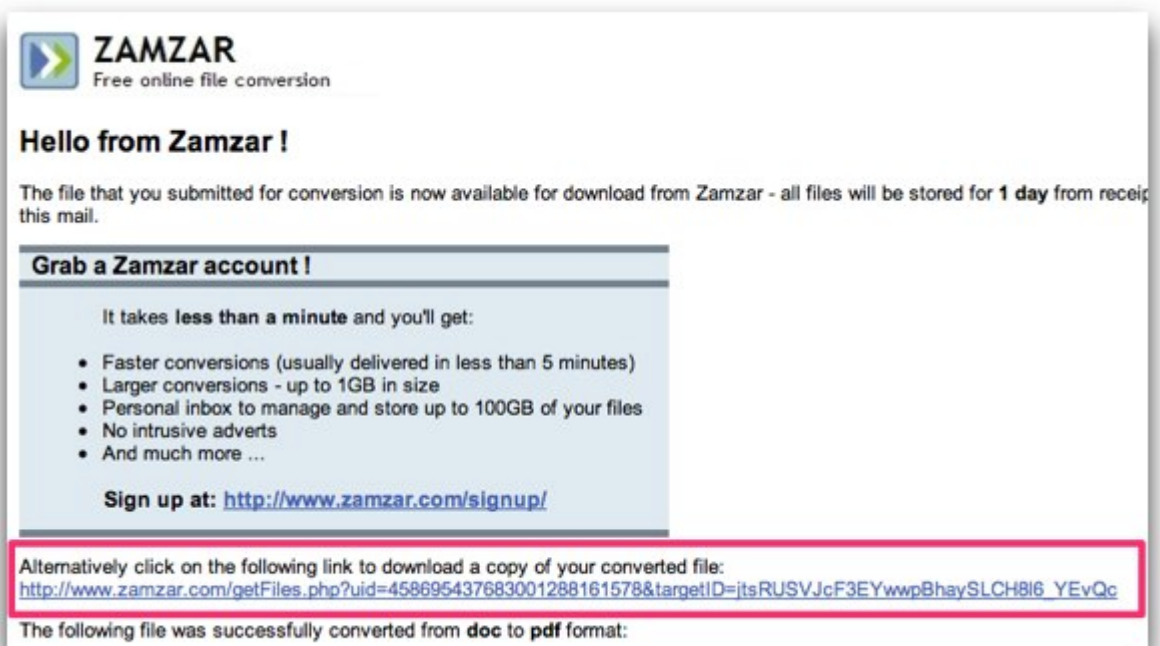 ZAMZAR
Free online file conversion
Hello from Zamzar !
The file that you submitted for conversion is now available for download from Zamzar - all files will be stored for 1 day from receip
this mail.
Grab a Zamzar account !
It takes less than a minute and you'll get:
• Faster conversions (usually delivered in less than 5 minutes)
• Larger conversions - up to 1GB in size
• Personal inbox to manage and store up to 100GB of your files
• No intrusive adverts
• And much more ...
Sign up at: http://www.zamzar.com/signup/
Alternatively click on the following link to download a copy of your converted file:
http://www.zamzar.com/getFiles.php?uid=458695437683001288161578&targetID=jtsRUSVJcF3EYwwpBhaySLCH8l6_YEvQc
The following file was successfully converted from doc to pdf format: